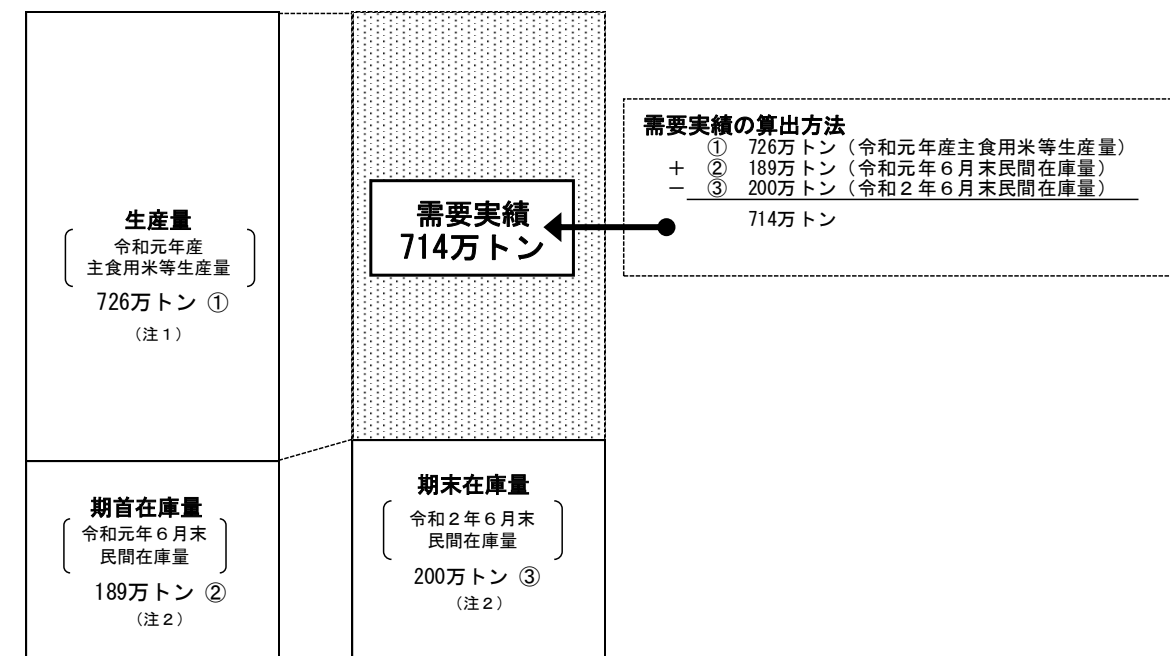 生産量
令和元年産
主食用米等生産量
726万トン ①
（注１）
期首在庫量
令和元年６月末
民間在庫量
189万トン ②
（注２）
需要実績
714万トン
期末在庫量
令和２年６月末
民間在庫量
200万トン ③
（注２）
需要実績の算出方法
① 726万トン（令和元年産主食用米等生産量）
＋ ② 189万トン（令和元年６月末民間在庫量）
－ ③ 200万トン（令和２年６月末民間在庫量）
714万トン